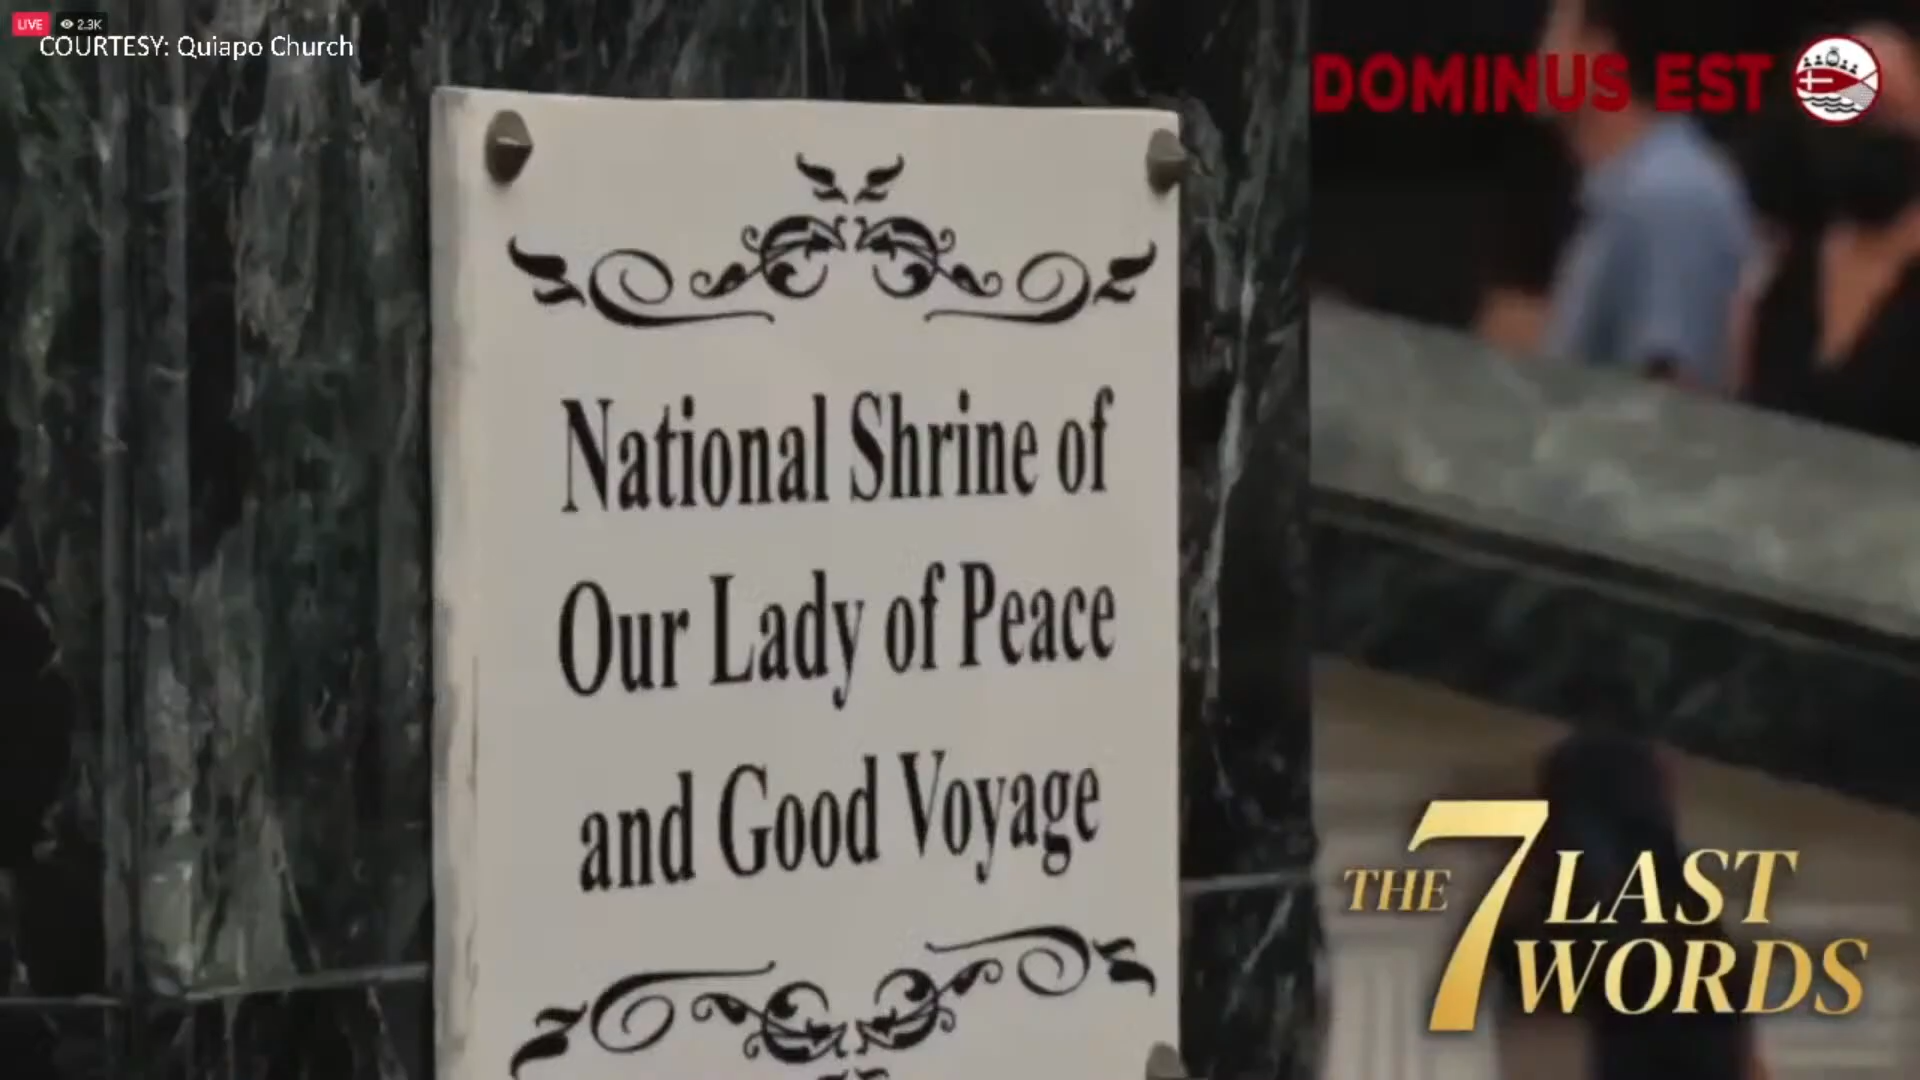 LIVE 2.3K
COURTESY: Quiapo Church
DOMINUS EST
National Shrine of
Our Lady of Peace
and Good Voyage
THE 7 LAST
WORDS